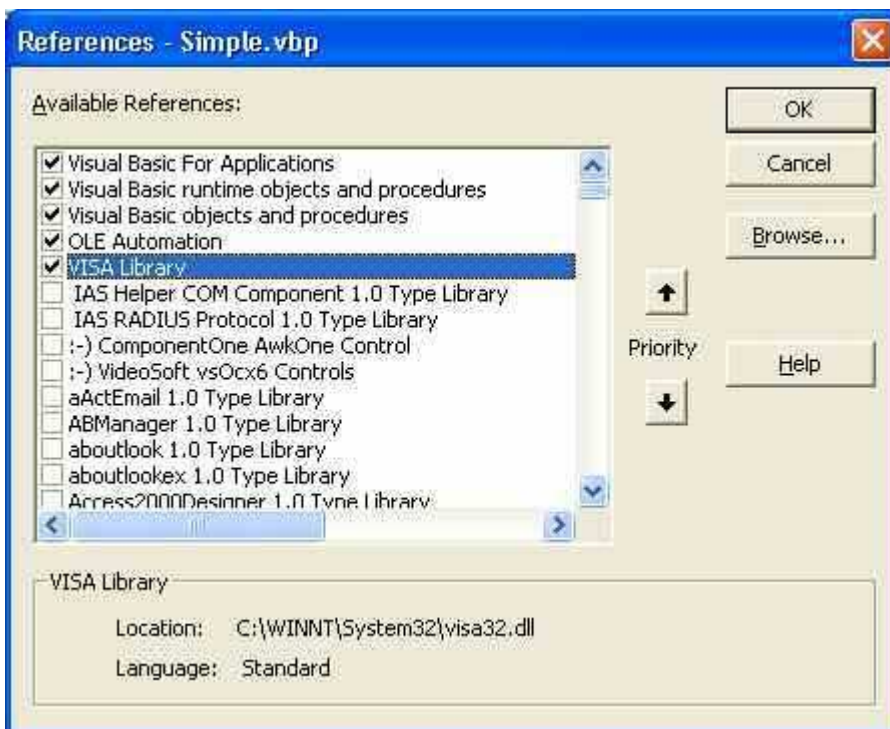 References - Simple.vbp
Available References:
Visual Basic For Applications
Visual Basic runtime objects and procedures
Visual Basic objects and procedures
OLE Automation
VISA Library
IAS Helper COM Component 1.0 Type Library
IAS RADIUS Protocol 1.0 Type Library
:-) ComponentOne AwkOne Control
:-) VideoSoft vsOcx6 Controls
aActEmail 1.0 Type Library
ABManager 1.0 Type Library
aboutlook 1.0 Type Library
aboutlookex 1.0 Type Library
Access2000Designer 1.0 Type Library
OK
Cancel
Browse...
Priority
Help
VISA Library
Location: C:\WINNT\System32\visa32.dll
Language: Standard